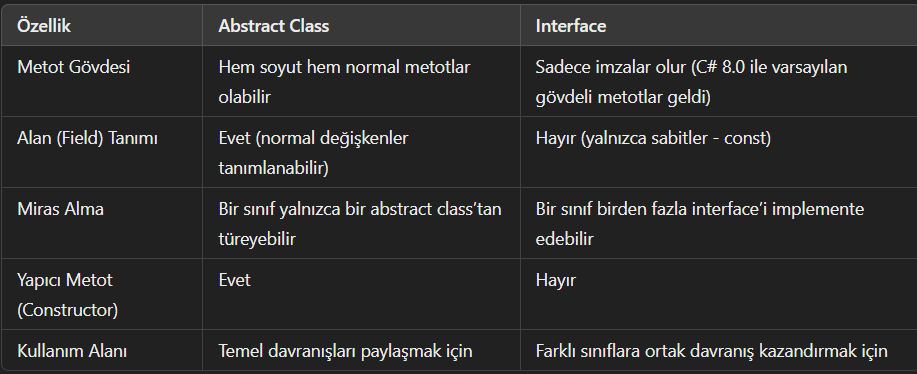 Özellik Abstract Class Interface
Metot Gövdesi Hem soyut hem normal metotlar Sadece imzalar olur (C# 8.0 ile varsayılan
olabilir gövdeli metotlar geldi)
Alan (Field) Tanımı Evet (normal değişkenler Hayır (yalnızca sabitler - const)
tanımlanabilir)
Miras Alma Bir sınıf yalnızca bir abstract class’tan Bir sınıf birden fazla interface’i implemente
türeyebilir edebilir
Yapıcı Metot Evet Hayır
(Constructor)
Kullanım Alanı Temel davranışları paylaşmak için Farklı sınıflara ortak davranış kazandırmak için